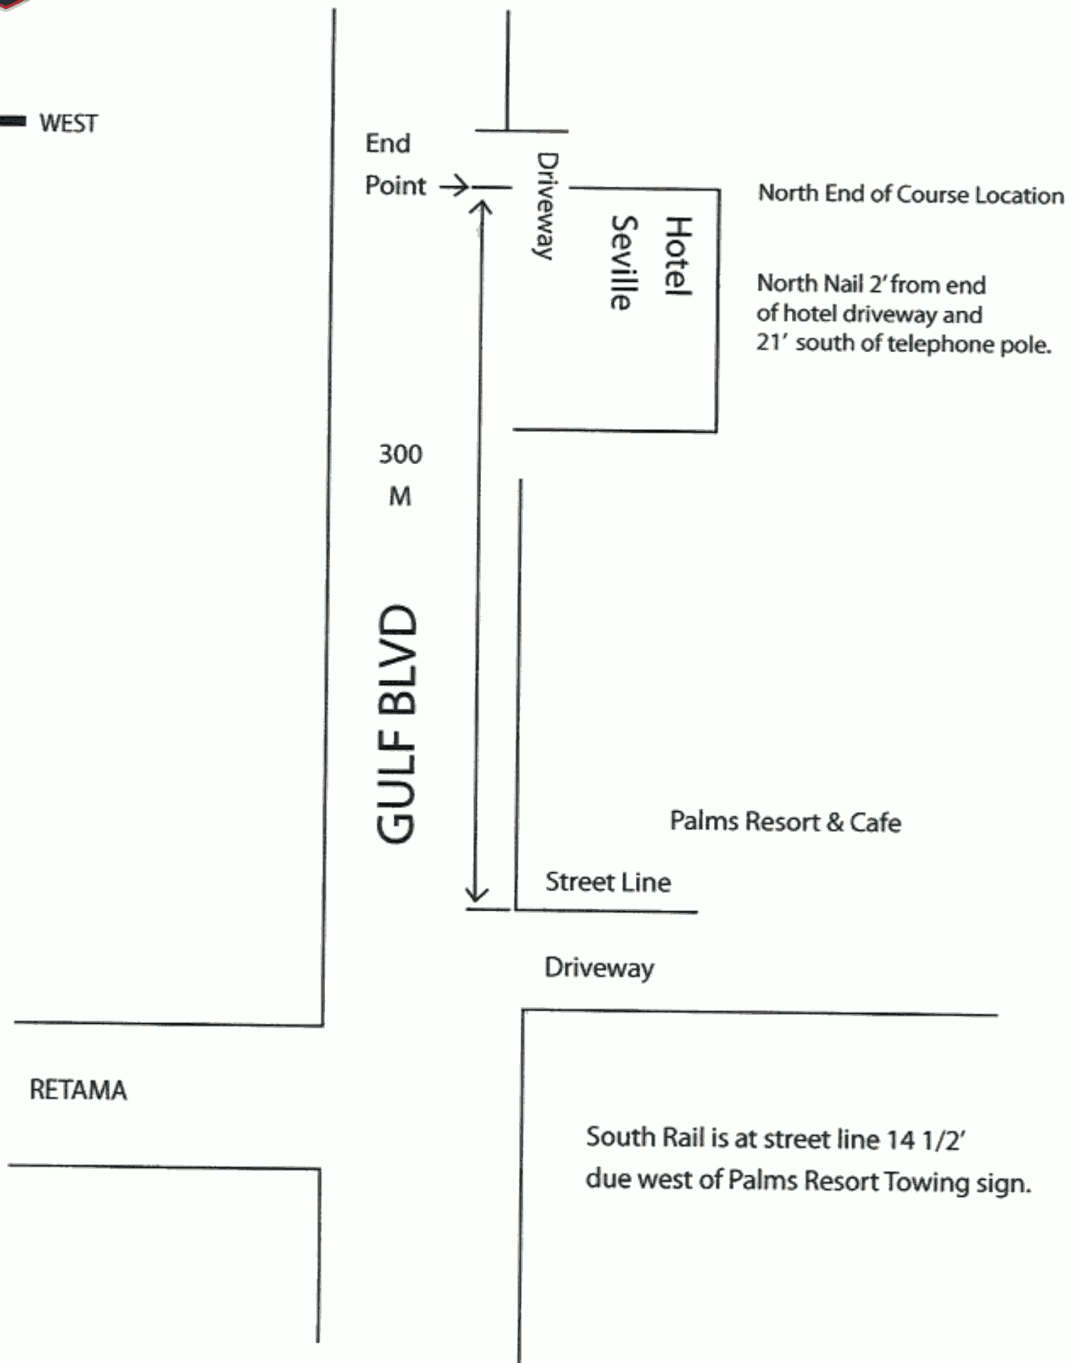 WEST
End
Point
Driveway
Hotel
Seville
North End of Course Location
North Nail 2' from end
of hotel driveway and
21' south of telephone pole.
300
M
GULF BLVD
Palms Resort & Cafe
Street Line
Driveway
RETAMA
South Rail is at street line 14 1/2'
due west of Palms Resort Towing sign.